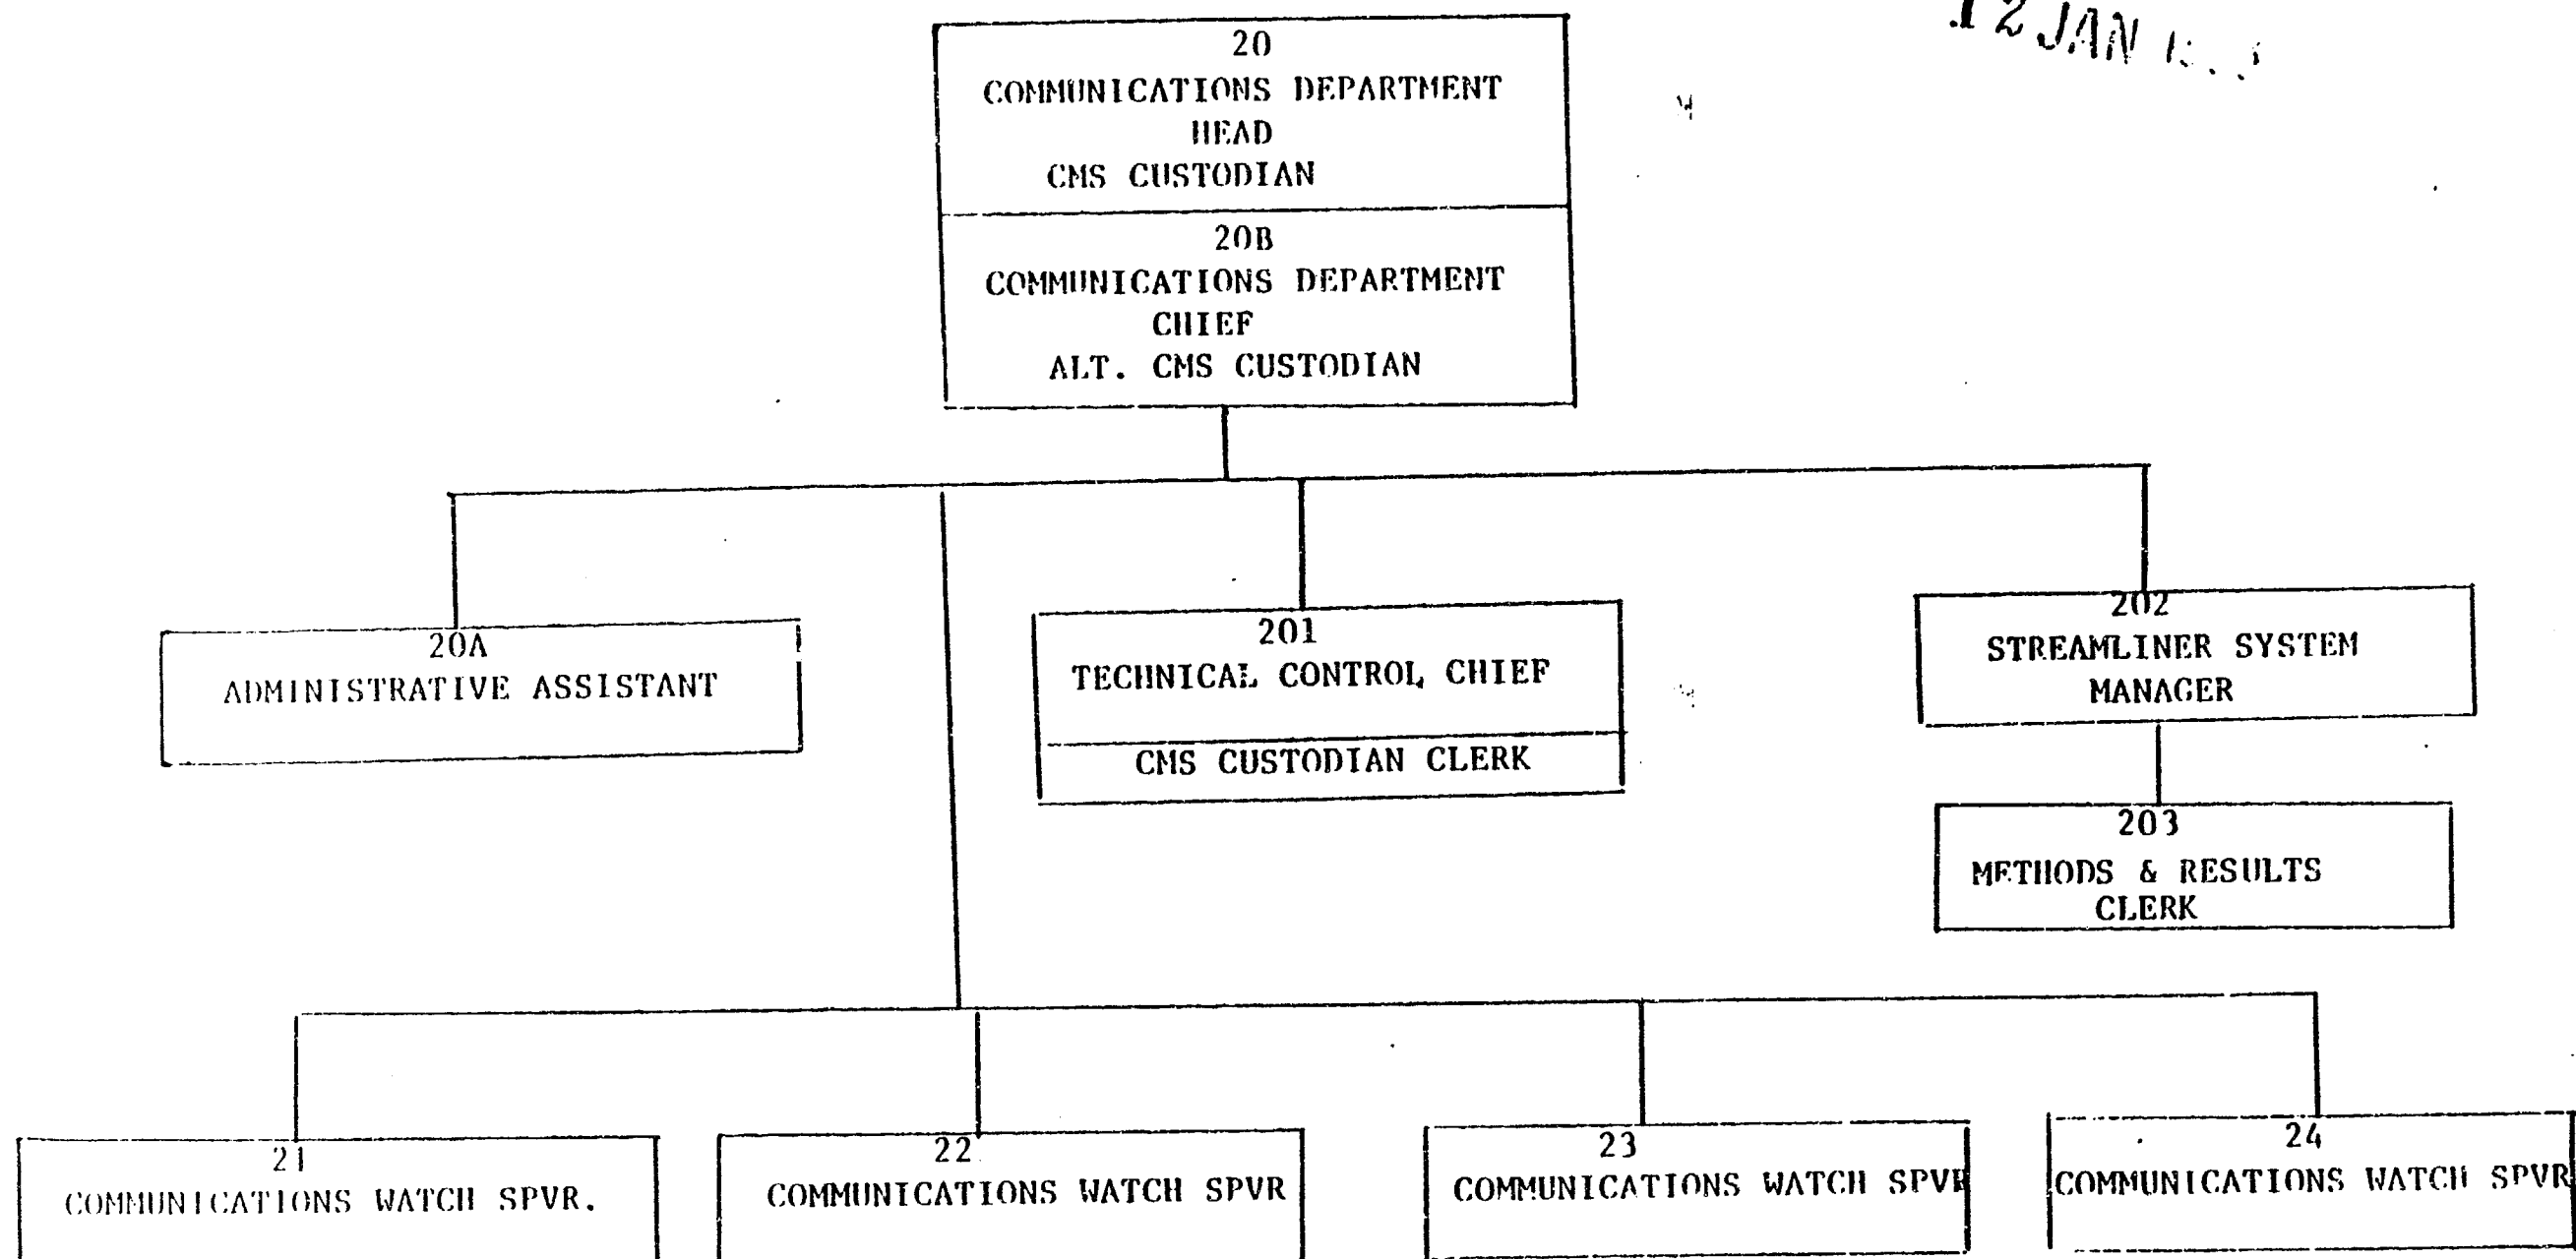 12 JAN
20
COMMUNICATIONS DEPARTMENT
HEAD
CMS CUSTODIAN
20B
COMMUNICATIONS DEPARTMENT
CHIEF
ALT. CMS CUSTODIAN
20A
ADMINISTRATIVE ASSISTANT
201
TECHNICAL CONTROL CHIEF
CMS CUSTODIAN CLERK
202
STREAMLINER SYSTEM
MANAGER
203
METHODS & RESULTS
CLERK
21
COMMUNICATIONS WATCH SPVR.
22
COMMUNICATIONS WATCH SPVR
23
COMMUNICATIONS WATCH SPVR
24
COMMUNICATIONS WATCH SPVR